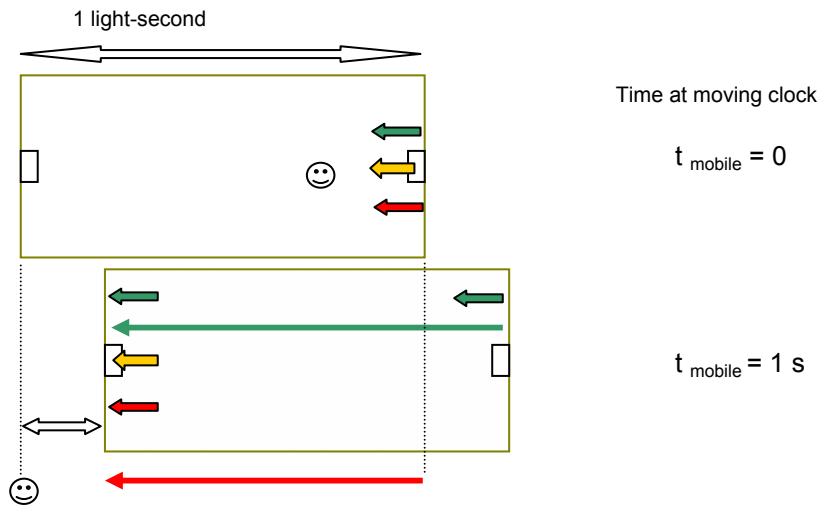 1 light-second
Time at moving clock
t mobile = 0
t mobile = 1 s